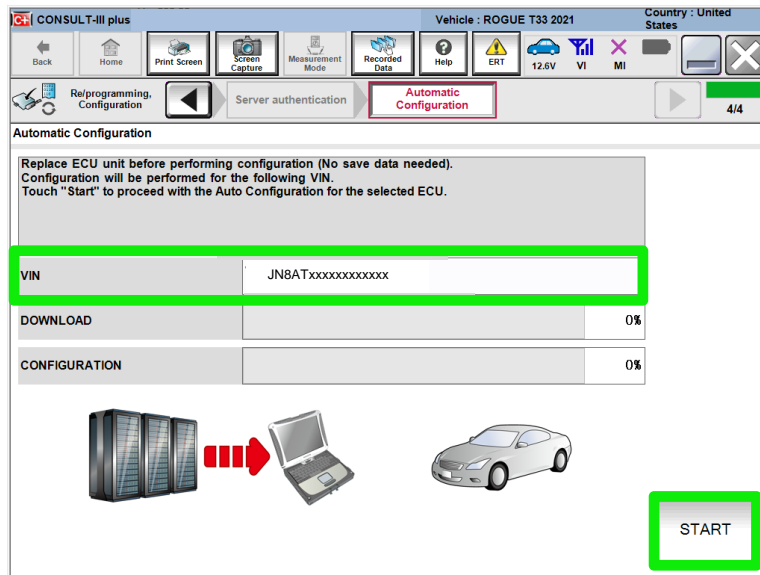 C+ CONSULT-III plus
Vehicle : ROGUE T33 2021
Country : United
States
Back
Home
Print Screen
Screen
Capture
Measurement
Mode
Recorded
Data
Help
ERT
12.6V
VI
MI
Re/programming,
Configuration
Server authentication
Automatic
Configuration
4/4
Automatic Configuration
Replace ECU unit before performing configuration (No save data needed).
Configuration will be performed for the following VIN.
Touch "Start" to proceed with the Auto Configuration for the selected ECU.
VIN
JN8ATxxxxxxxxxxxx
DOWNLOAD
0%
CONFIGURATION
0%
START